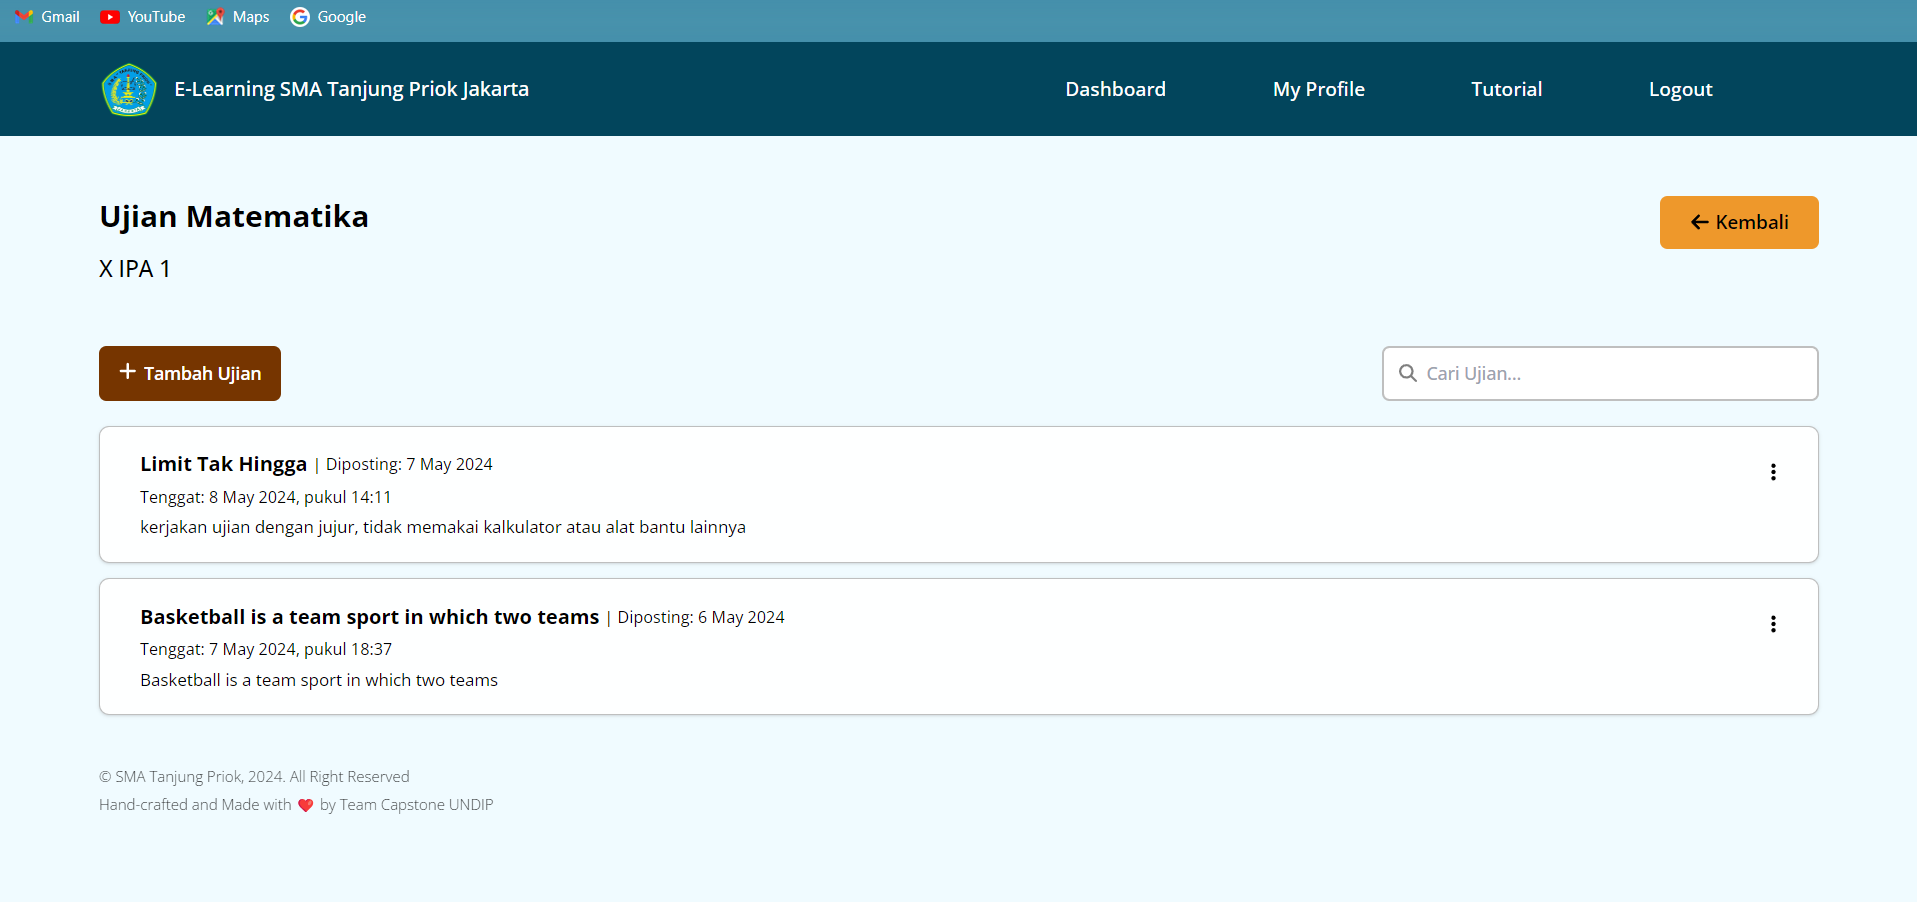 Gmail YouTube Maps Google
E-Learning SMA Tanjung Priok Jakarta Dashboard My Profile Tutorial Logout
Ujian Matematika
Kembali
X IPA 1
Tambah Ujian
Cari Ujian...
Limit Tak Hingga | Diposting: 7 May 2024
Tenggat: 8 May 2024, pukul 14:11
kerjakan ujian dengan jujur, tidak memakai kalkulator atau alat bantu lainnya
Basketball is a team sport in which two teams | Diposting: 6 May 2024
Tenggat: 7 May 2024, pukul 18:37
Basketball is a team sport in which two teams
© SMA Tanjung Priok, 2024. All Right Reserved
Hand-crafted and Made with ❤️ by Team Capstone UNDIP